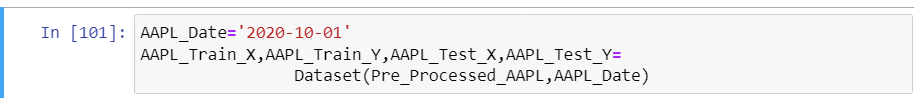 In [101]: AAPL_Date='2020-10-01'
AAPL_Train_X,AAPL_Train_Y,AAPL_Test_X,AAPL_Test_Y=
Dataset(Pre_Processed_AAPL,AAPL_Date)